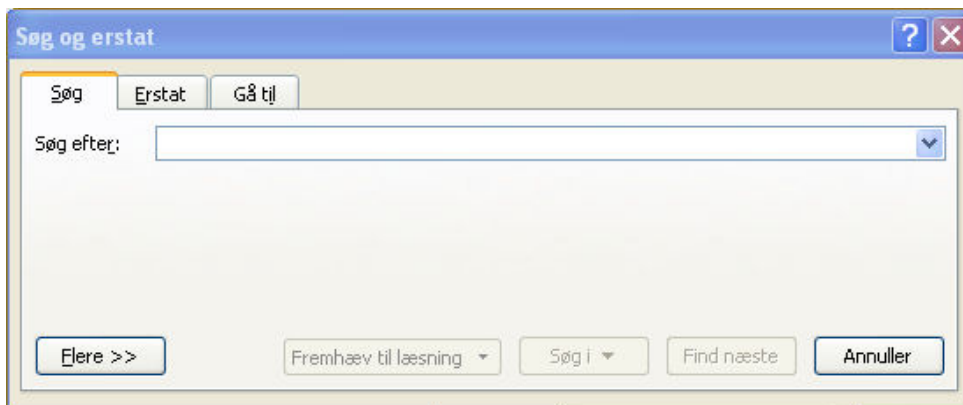 Søg og erstat
Søg Erstat Gå til
Søg efter:
Flere >> Fremhæv til læsning Søg i Find næste Annuller